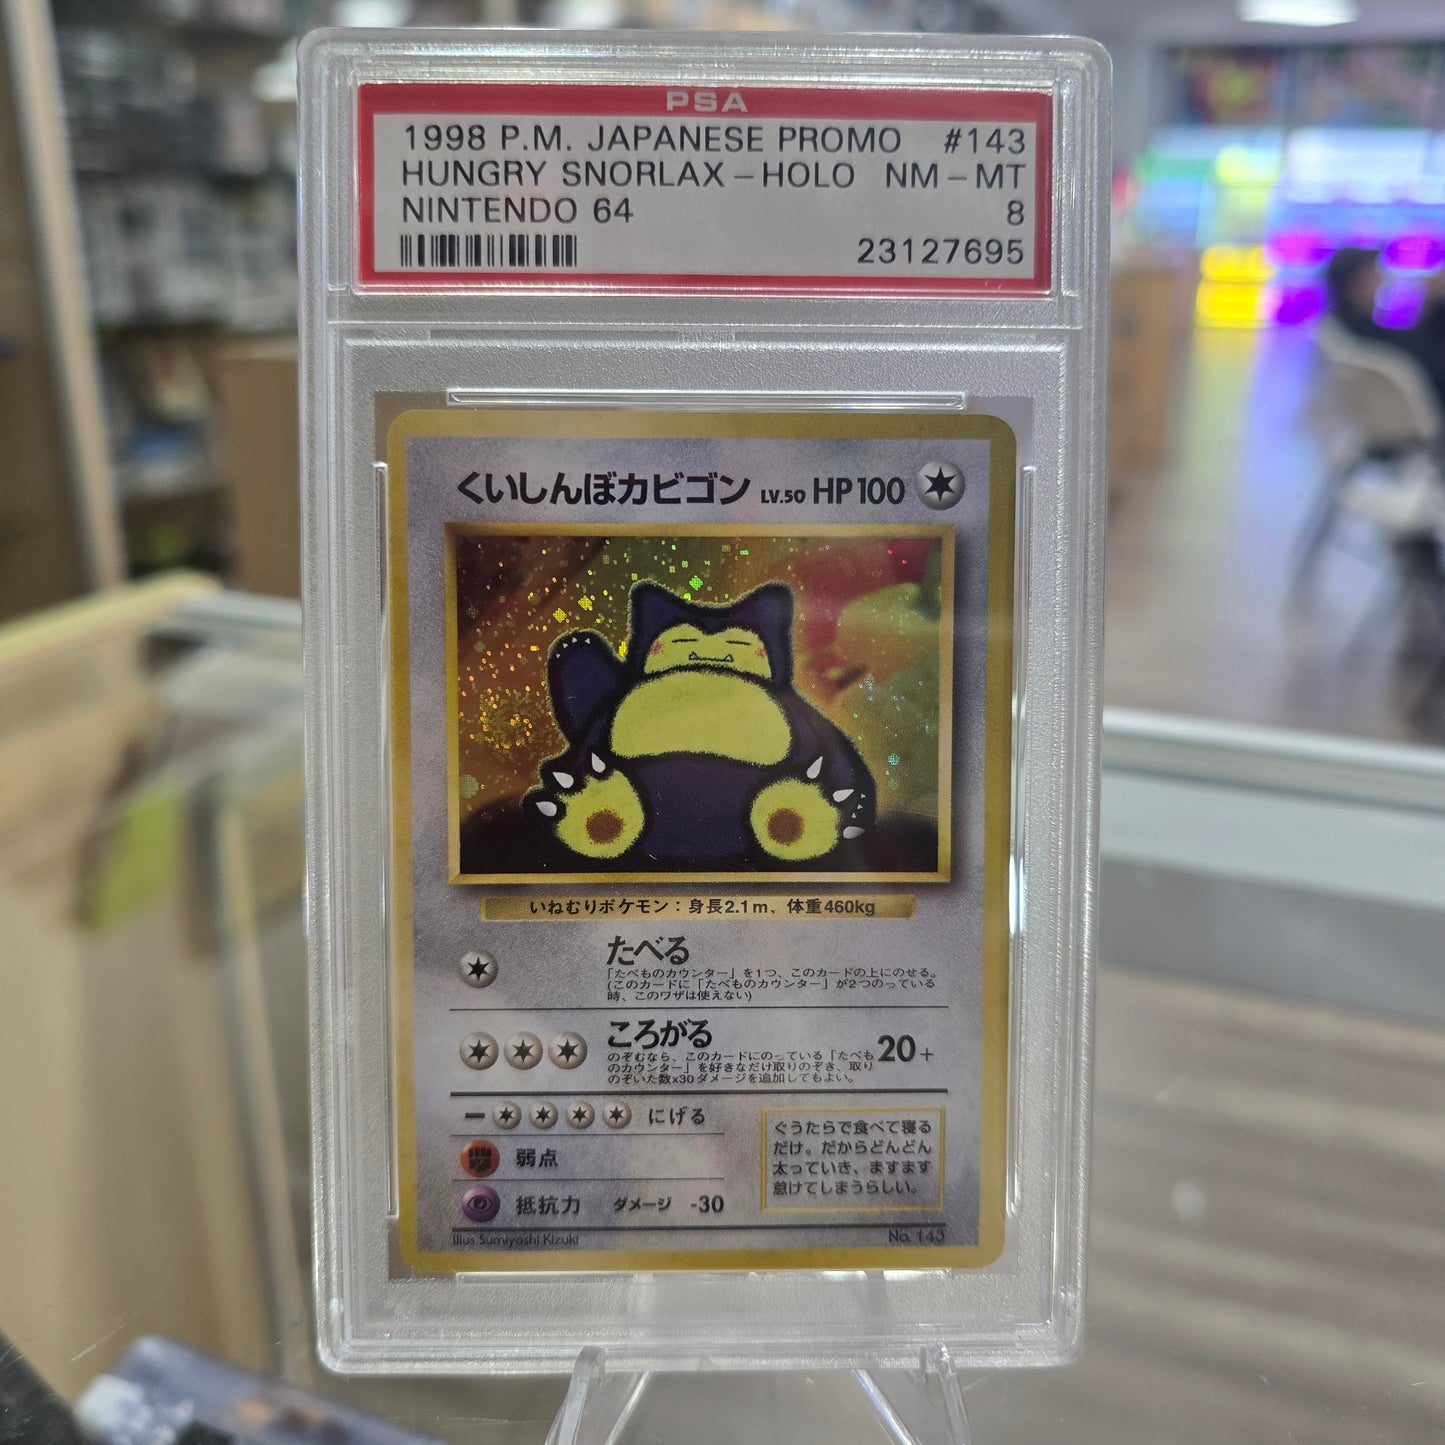 PSA
1998 P.M. JAPANESE PROMO #143
HUNGRY SNORLAX-HOLO NM-MT
NINTENDO 64 8
23127695
くいしんぼカビゴン LV.50 HP100
いねむりポケモン：身長2.1m、体重460kg
たべる
「たべものカウンター」を1つ、このカードの上にのせる。
(このカードに「たべものカウンター」が2つのっている
時、このワザは使えない)
ころがる
のぞむなら、このカードにのっている「たべも
のカウンター」を好きなだけ取りのぞき、取り
のぞいた数x30ダメージを追加してもよい。
20+
にげる
弱点
抵抗力 ダメージ -30
ぐうたらで食べて寝る
だけ。だからどんどん
太っていき、ますます
怠けてしまうらしい。
Illus.Sumiyoshi Kizuki No. 143